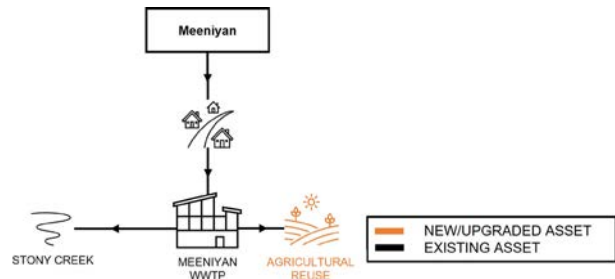 Meeniyan
STONY CREEK
MEENIYAN
WWTP
AGRICULTURAL
REUSE
NEW/UPGRADED ASSET
EXISTING ASSET